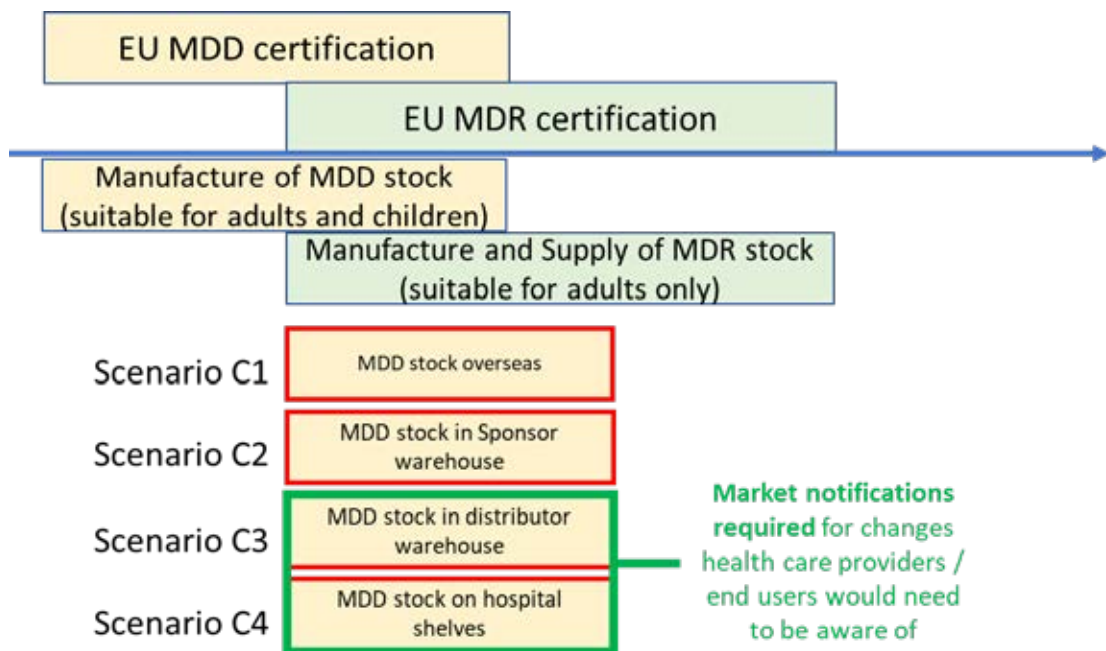 EU MDD certification
EU MDR certification
Manufacture of MDD stock
(suitable for adults and children)
Manufacture and Supply of MDR stock
(suitable for adults only)
Scenario C1
MDD stock overseas
Scenario C2
MDD stock in Sponsor
warehouse
Scenario C3
MDD stock in distributor
warehouse
Scenario C4
MDD stock on hospital
shelves
Market notifications
required for changes
health care providers /
end users would need
to be aware of